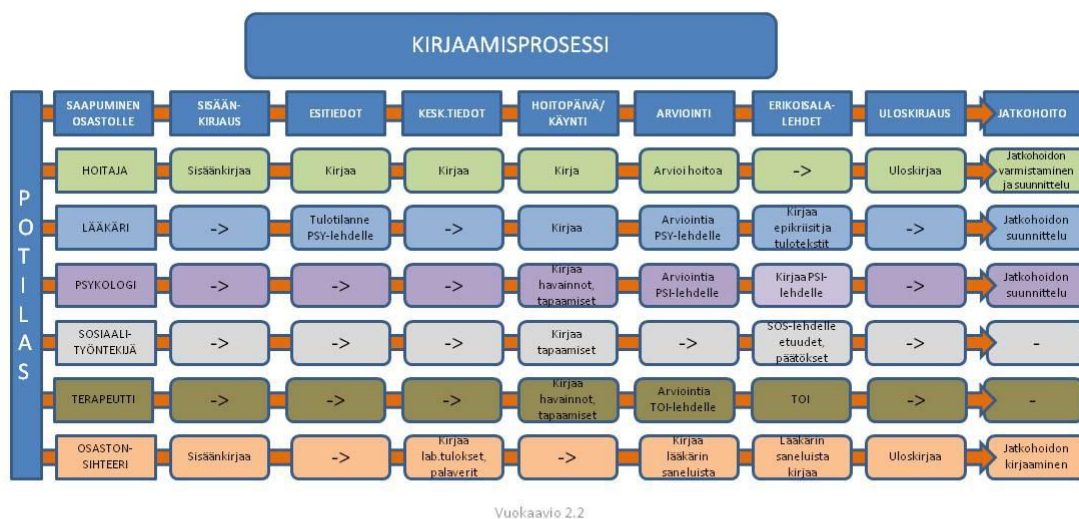 KIRJAAMISPROSESSI
POTILAS
SAAPUMINEN
OSASTOLLE
SISÄÄN-
KIRJAUS
ESITIEDOT
KESK.TIEDOT
HOITOPÄIVÄ/
KÄYNTI
ARVIOINTI
ERIKOISALA-
LEHDET
ULOSKIRJAUS
JATKOHOITO
HOITAJA
Sisäänkirjaa
Kirjaa
Kirjaa
Kirja
Arvioi hoitoa
->
Uloskirjaa
Jatkohoidon
varmistaminen
ja suunnittelu
LÄÄKÄRI
->
Tulotilanne
PSY-lehdelle
->
Kirjaa
Arviointia
PSY-lehdelle
Kirjaa
epikriisit ja
tulotekstit
->
Jatkohoidon
suunnittelu
PSYKOLOGI
->
->
->
Kirjaa
havainnot,
tapaamiset
Arviointia
PSI-lehdelle
Kirjaa PSI-
lehdelle
->
Jatkohoidon
suunnittelu
SOSIAALI-
TYÖNTEKIJÄ
->
->
->
Kirjaa
tapaamiset
->
SOS-lehdelle
etuudet,
päätökset
->
-
TERAPEUTTI
->
->
->
Kirjaa
havainnot,
tapaamiset
Arviointia
TOI-lehdelle
TOI
->
-
OSASTON-
SIHTEERI
Sisäänkirjaa
->
Kirjaa
lab.tulokset,
palaverit
->
Kirjaa
lääkärin
saneluista
Lääkärin
saneluista
kirjaa
Uloskirjaa
Jatkohoidon
kirjaaminen
Vuokaavio 2.2